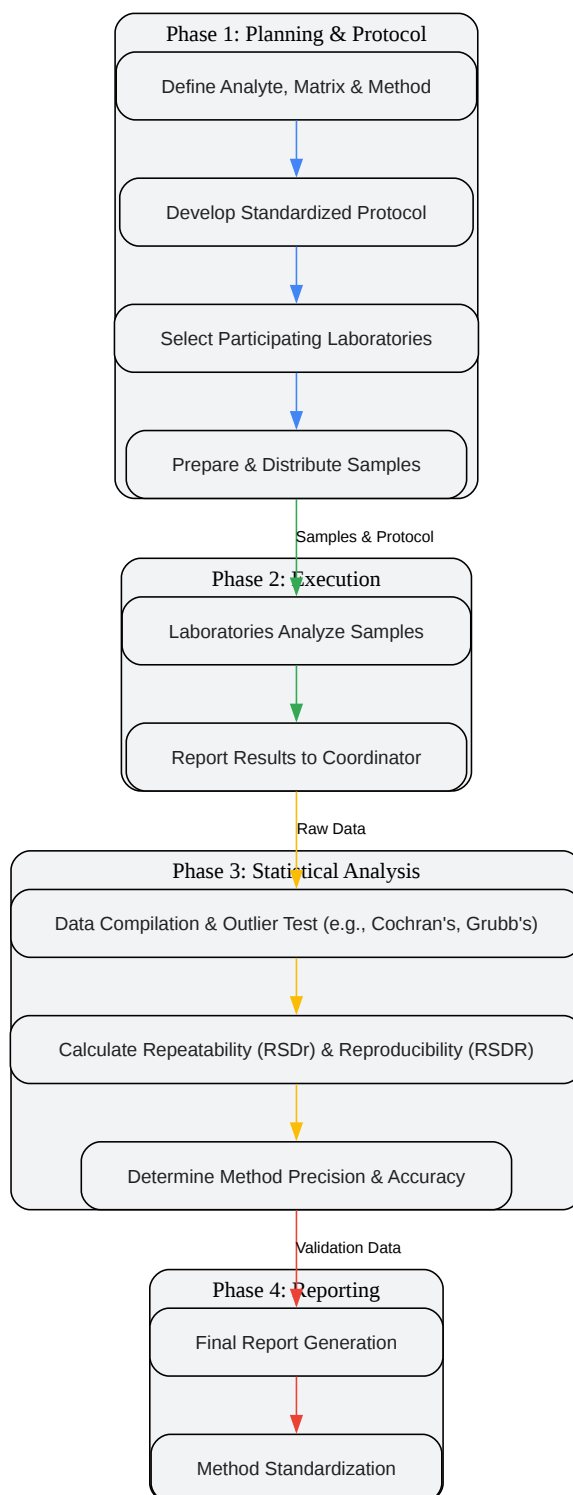 Phase 1: Planning & Protocol
Define Analyte, Matrix & Method
Develop Standardized Protocol
Select Participating Laboratories
Prepare & Distribute Samples
Samples & Protocol
Phase 2: Execution
Laboratories Analyze Samples
Report Results to Coordinator
Raw Data
Phase 3: Statistical Analysis
Data Compilation & Outlier Test (e.g., Cochran's, Grubb's)
Calculate Repeatability (RSDr) & Reproducibility (RSDR)
Determine Method Precision & Accuracy
Validation Data
Phase 4: Reporting
Final Report Generation
Method Standardization